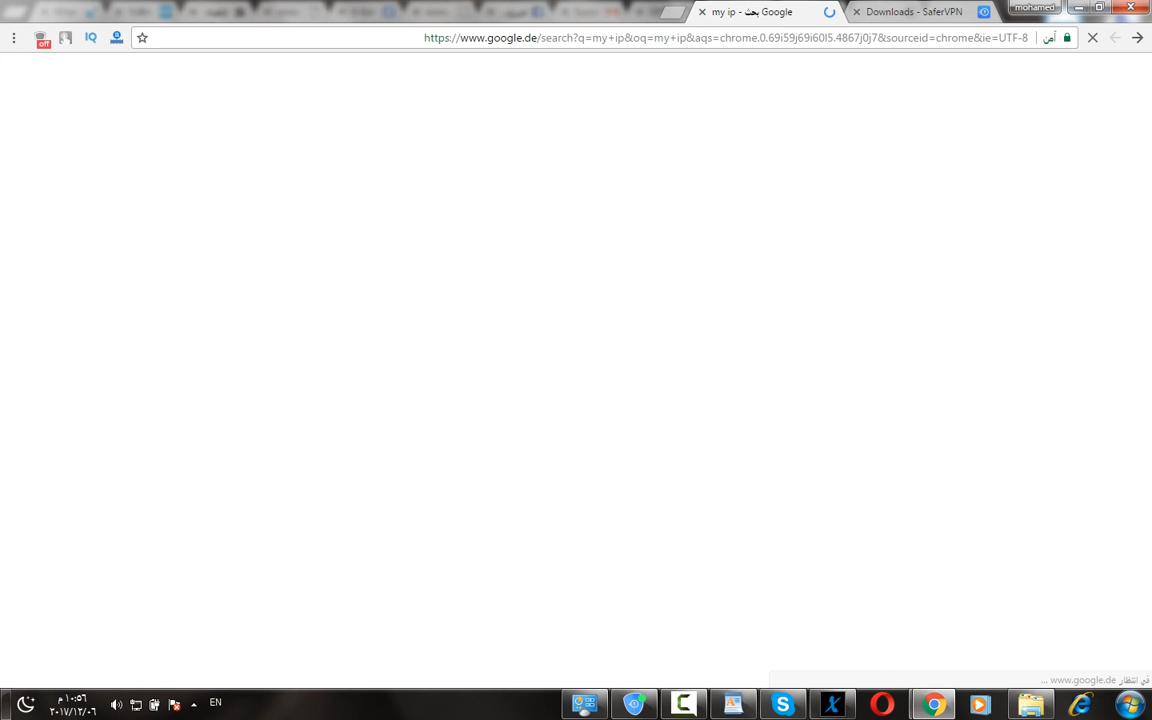 my ip - بحث Google
Downloads - SaferVPN
mohamed
off
IQ
https://www.google.de/search?q=my+ip&oq=my+ip&aqs=chrome.0.69i59j69i60l5.4867j0j7&sourceid=chrome&ie=UTF-8
آمن
في انتظار www.google.de ...
١٠:٥٦ م
٢٠١٧/١٢/٠٦
EN